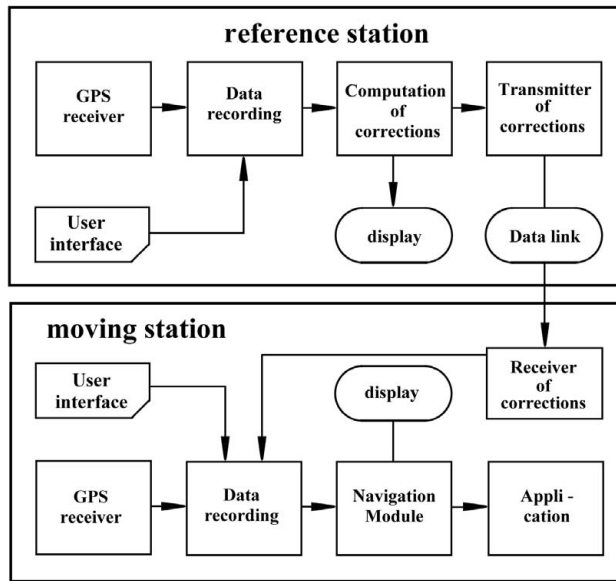 reference station
GPS
receiver
Data
recording
Computation
of
corrections
Transmitter
of
corrections
User
interface
display
Data link
moving station
User
interface
display
Receiver
of
corrections
GPS
receiver
Data
recording
Navigation
Module
Appli -
cation